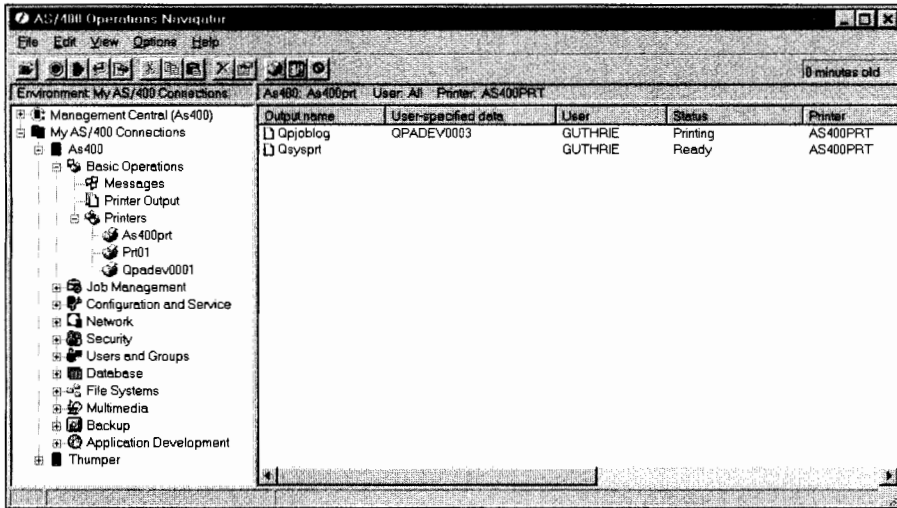 AS/400 Operations Navigator
File Edit View Options Help
0 minutes old
Environment: My AS/400 Connections
As400: As400prt User: All Printer: AS400PRT
Output name User-specified data User Status Printer
Qpjoblog QPADEV0003 GUTHRIE Printing AS400PRT
Qsysprt GUTHRIE Ready AS400PRT
Management Central (As400)
My AS/400 Connections
As400
Basic Operations
Messages
Printer Output
Printers
As400prt
Prt01
Qpadev0001
Job Management
Configuration and Service
Network
Security
Users and Groups
Database
File Systems
Multimedia
Backup
Application Development
Thumper